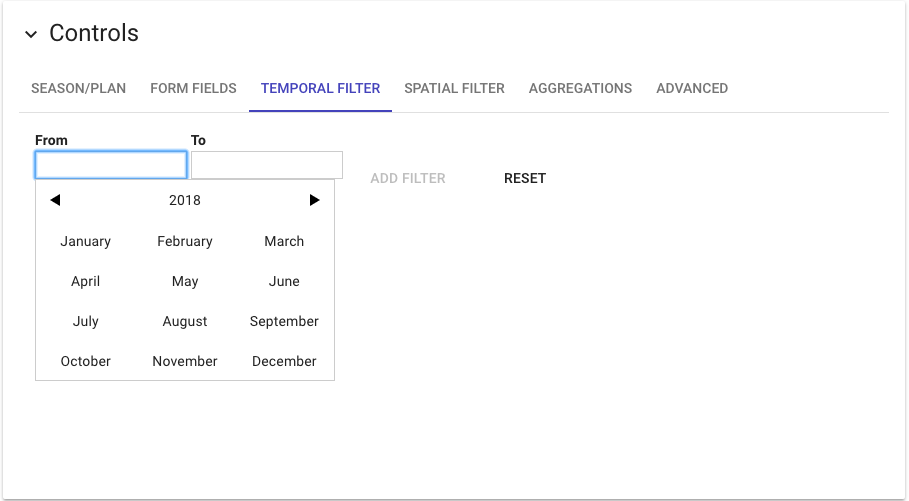 Controls
SEASON/PLAN FORM FIELDS TEMPORAL FILTER SPATIAL FILTER AGGREGATIONS ADVANCED
From To
ADD FILTER RESET
2018
January February March
April May June
July August September
October November December